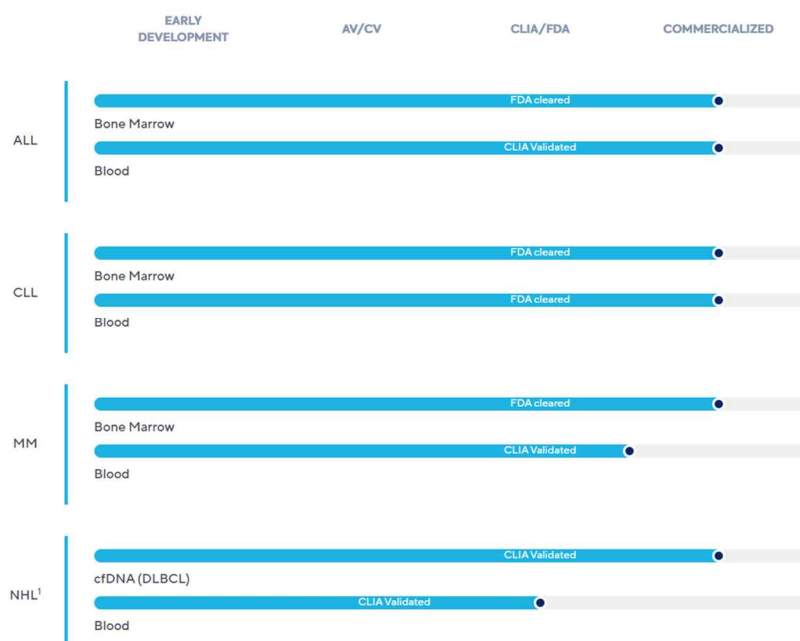 EARLY
DEVELOPMENT
AV/CV
CLIA/FDA
COMMERCIALIZED
ALL
FDA cleared
Bone Marrow
CLIA Validated
Blood
CLL
FDA cleared
Bone Marrow
FDA cleared
Blood
MM
FDA cleared
Bone Marrow
CLIA Validated
Blood
NHL¹
CLIA Validated
cfDNA (DLBCL)
CLIA Validated
Blood